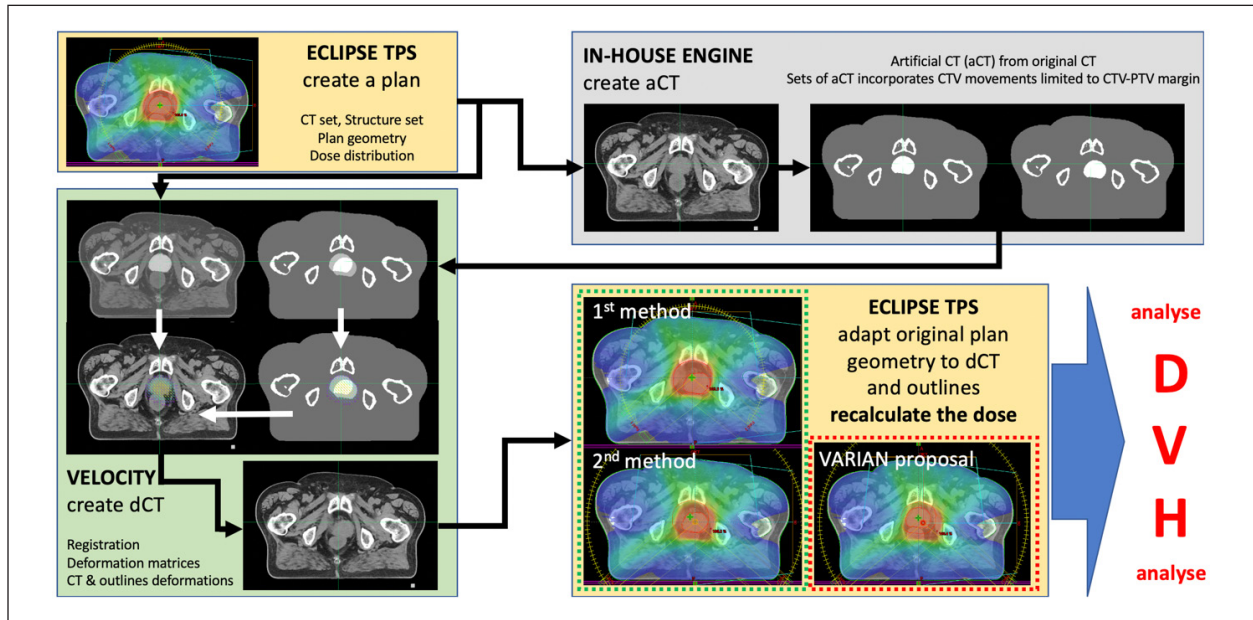 ECLIPSE TPS
create a plan
CT set, Structure set
Plan geometry
Dose distribution
IN-HOUSE ENGINE
create aCT
Artificial CT (aCT) from original CT
Sets of aCT incorporates CTV movements limited to CTV-PTV margin
VELOCITY
create dCT
Registration
Deformation matrices
CT & outlines deformations
1st method
2nd method
VARIAN proposal
ECLIPSE TPS
adapt original plan
geometry to dCT
and outlines
recalculate the dose
analyse
D
V
H
analyse